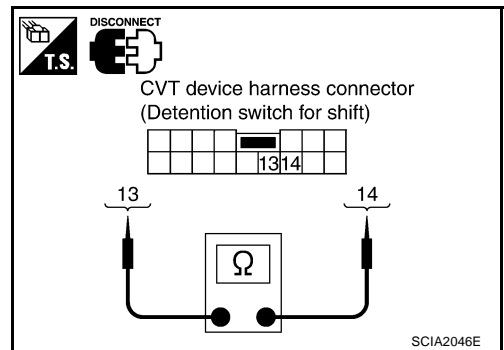 DISCONNECT
T.S.
CVT device harness connector
(Detention switch for shift)
13 14
13 14
Ω
SCIA2046E